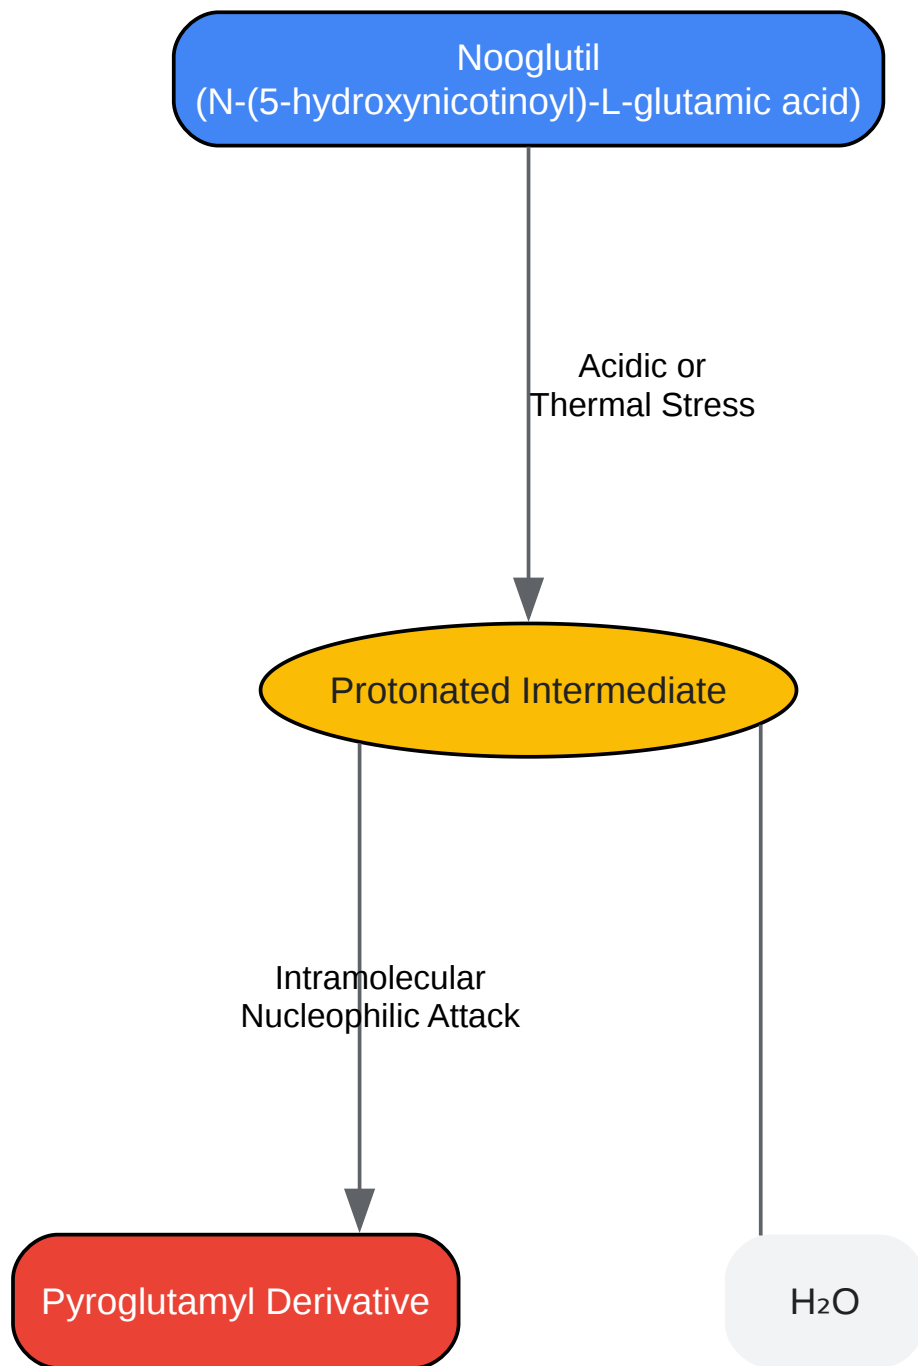 Nooglutil
(N-(5-hydroxynicotinoyl)-L-glutamic acid)
Acidic or
Thermal Stress
Protonated Intermediate
Intramolecular
Nucleophilic Attack
Pyroglutamyl Derivative
H₂O